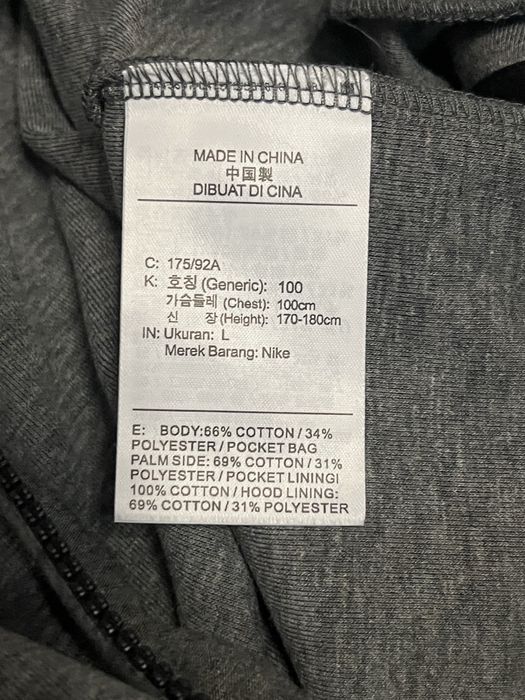 MADE IN CHINA
中国製
DIBUAT DI CINA
C: 175/92A
K: 호칭 (Generic): 100
가슴둘레 (Chest): 100cm
신 장 (Height): 170-180cm
IN: Ukuran: L
Merek Barang: Nike
E: BODY:66% COTTON / 34%
POLYESTER / POCKET BAG
PALM SIDE: 69% COTTON / 31%
POLYESTER / POCKET LININGI
100% COTTON / HOOD LINING:
69% COTTON / 31% POLYESTER